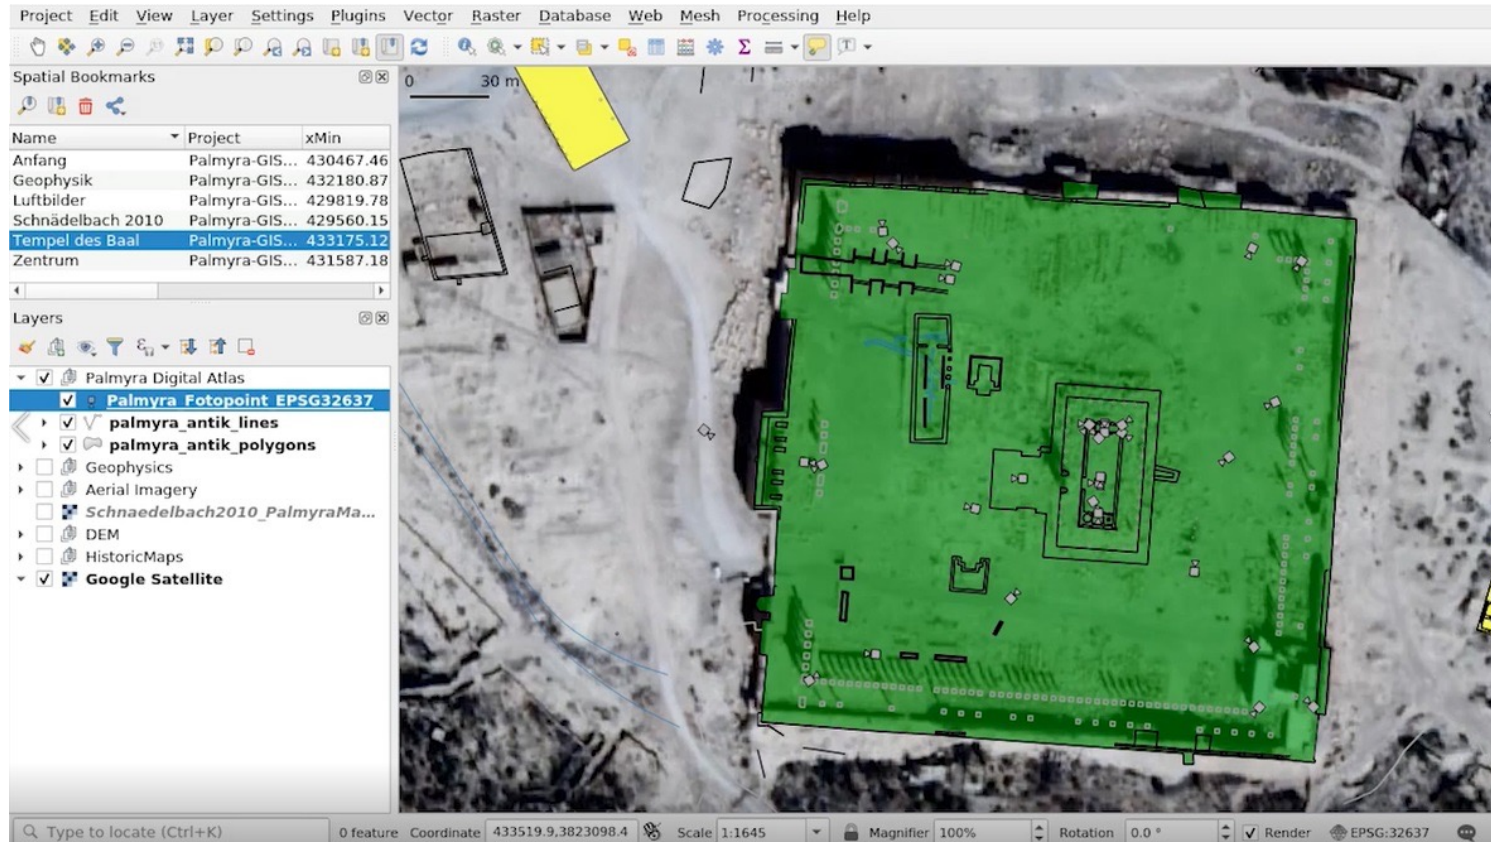 Project Edit View Layer Settings Plugins Vector Raster Database Web Mesh Processing Help
Spatial Bookmarks
Name Project xMin
Anfang Palmyra-GIS... 430467.46
Geophysik Palmyra-GIS... 432180.87
Luftbilder Palmyra-GIS... 429819.78
Schnädelbach 2010 Palmyra-GIS... 429560.15
Tempel des Baal Palmyra-GIS... 433175.12
Zentrum Palmyra-GIS... 431587.18
Layers
Palmyra Digital Atlas
Palmyra_Fotopoint_EPSG32637
palmyra_antik_lines
palmyra_antik_polygons
Geophysics
Aerial Imagery
Schnaedelbach2010_PalmyraMa...
DEM
HistoricMaps
Google Satellite
0 30 m
Type to locate (Ctrl+K) 0 feature Coordinate 433519.9,3823098.4 Scale 1:1645 Magnifier 100% Rotation 0.0 ° Render EPSG:32637